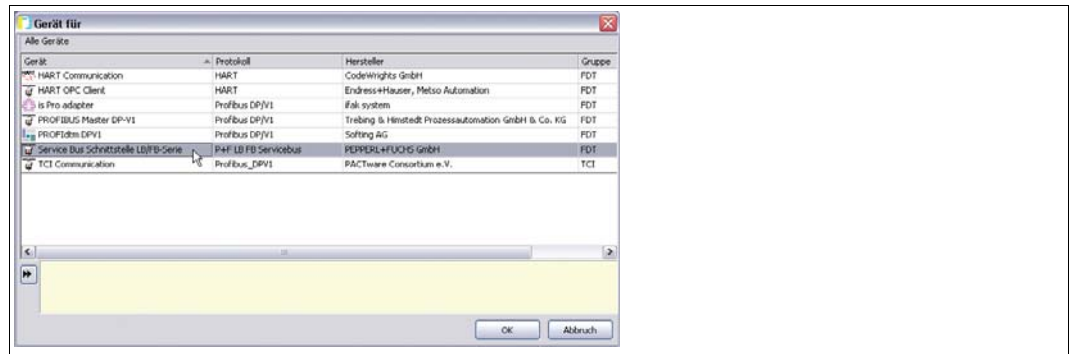 Gerät für
Alle Geräte
Gerät Protokoll Hersteller Gruppe
HART Communication HART CodeWrights GmbH FDT
HART OPC Client HART Endress+Hauser, Metso Automation FDT
is Pro adapter Profibus DP/V1 ifak system FDT
PROFIBUS Master DP-V1 Profibus DP/V1 Trebing & Himstedt Prozessautomation GmbH & Co. KG FDT
PROFIdtm DPV1 Profibus DP/V1 Softing AG FDT
Service Bus Schnittstelle LB/FB-Serie P+F LB FB Servicebus PEPPERL+FUCHS GmbH FDT
TCI Communication Profibus_DPV1 PACTware Consortium e.V. TCI
OK Abbruch